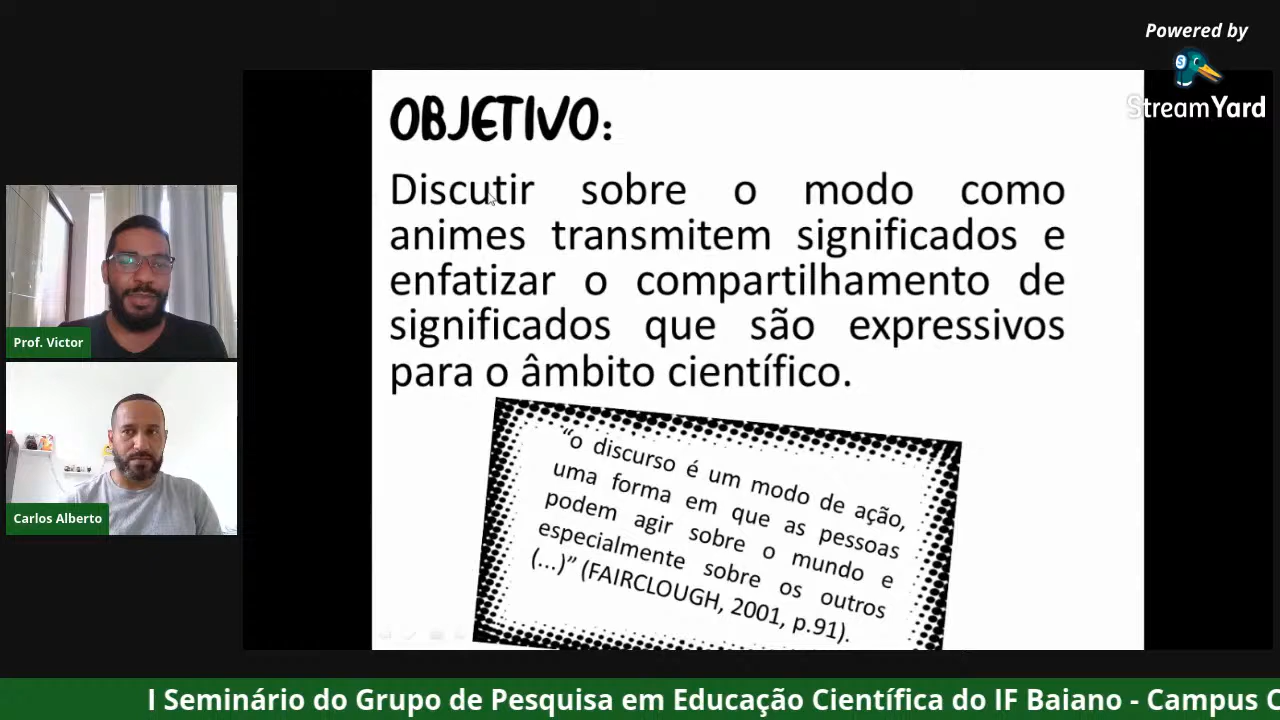 Powered by
StreamYard
OBJETIVO:
Discutir sobre o modo como
animes transmitem significados e
enfatizar o compartilhamento de
significados que são expressivos
para o âmbito científico.
“o discurso é um modo de ação,
uma forma em que as pessoas
podem agir sobre o mundo e
especialmente sobre os outros
(...)” (FAIRCLOUGH, 2001, p.91).
Prof. Victor
Carlos Alberto
I Seminário do Grupo de Pesquisa em Educação Científica do IF Baiano - Campus